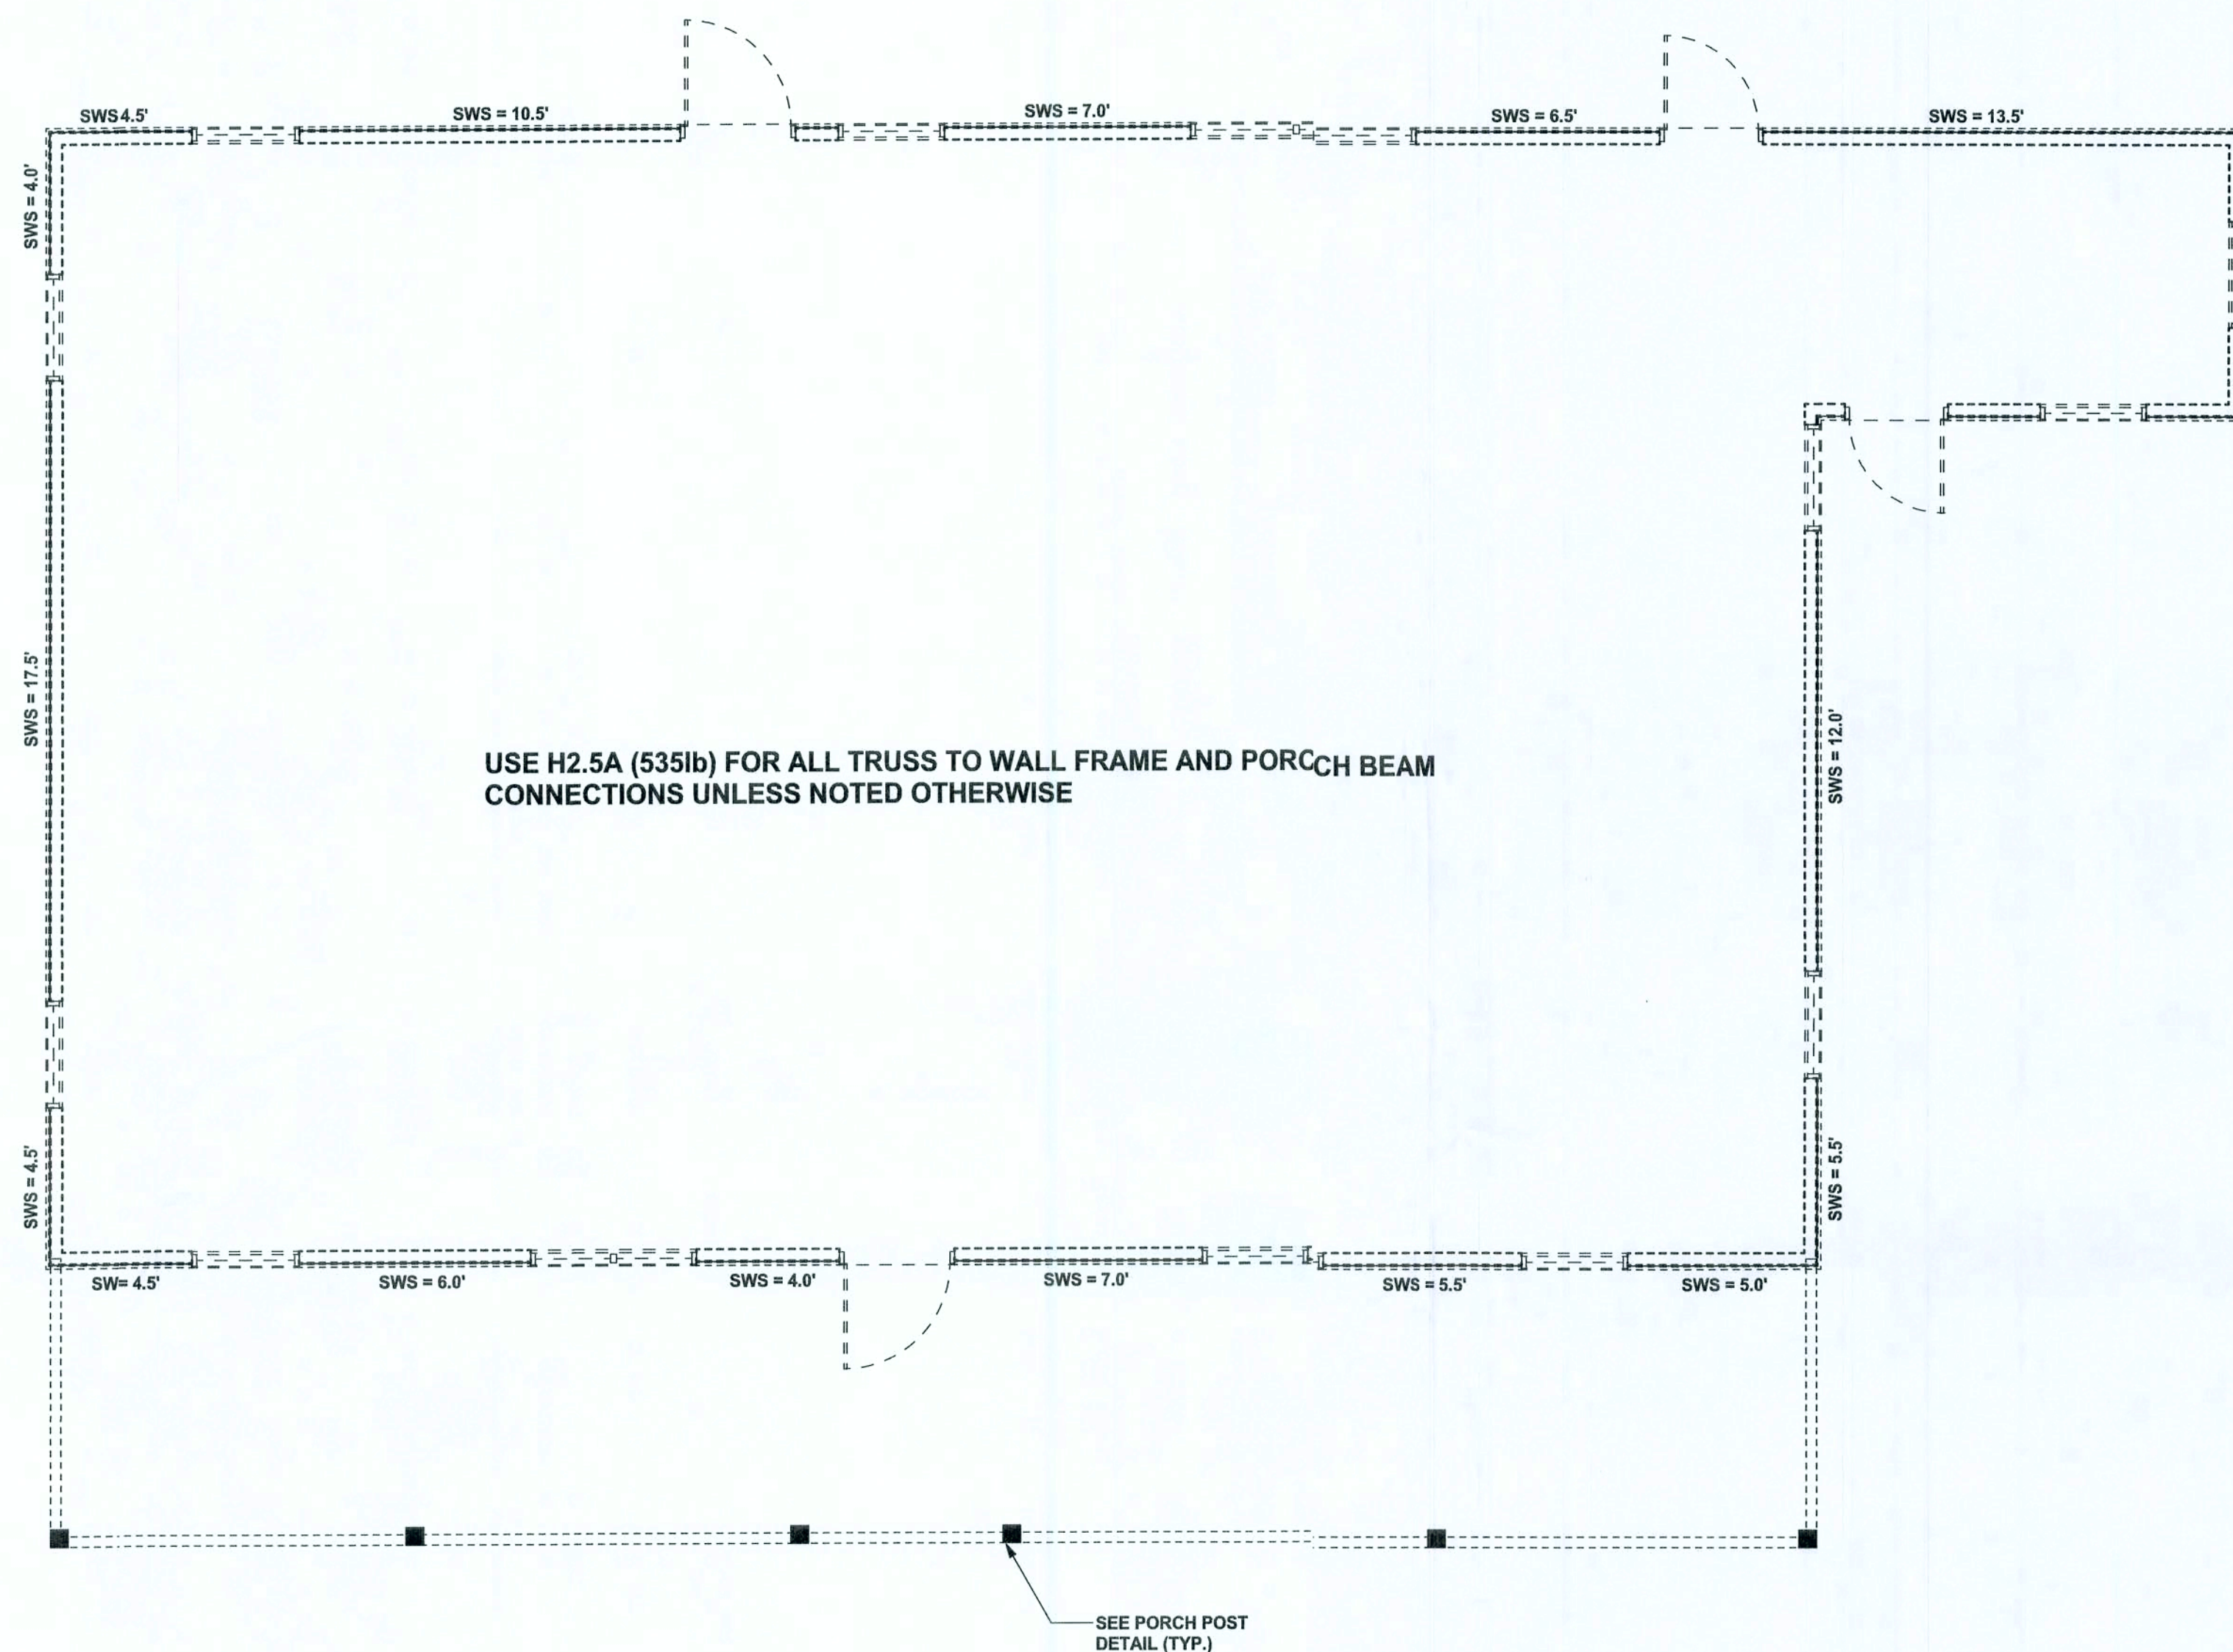 SWS4.5'
SWS = 10.5'
SWS = 7.0'
SWS = 6.5'
SWS = 13.5'
SWS = 4.0'
SWS = 17.5'
SWS = 12.0'
USE H2.5A (535lb) FOR ALL TRUSS TO WALL FRAME AND PORCCH BEAM
CONNECTIONS UNLESS NOTED OTHERWISE
SWS = 4.5'
SWS = 5.5'
SW= 4.5'
SWS = 6.0'
SWS = 4.0'
SWS = 7.0'
SWS = 5.5'
SWS = 5.0'
SEE PORCH POST
DETAIL (TYP.)